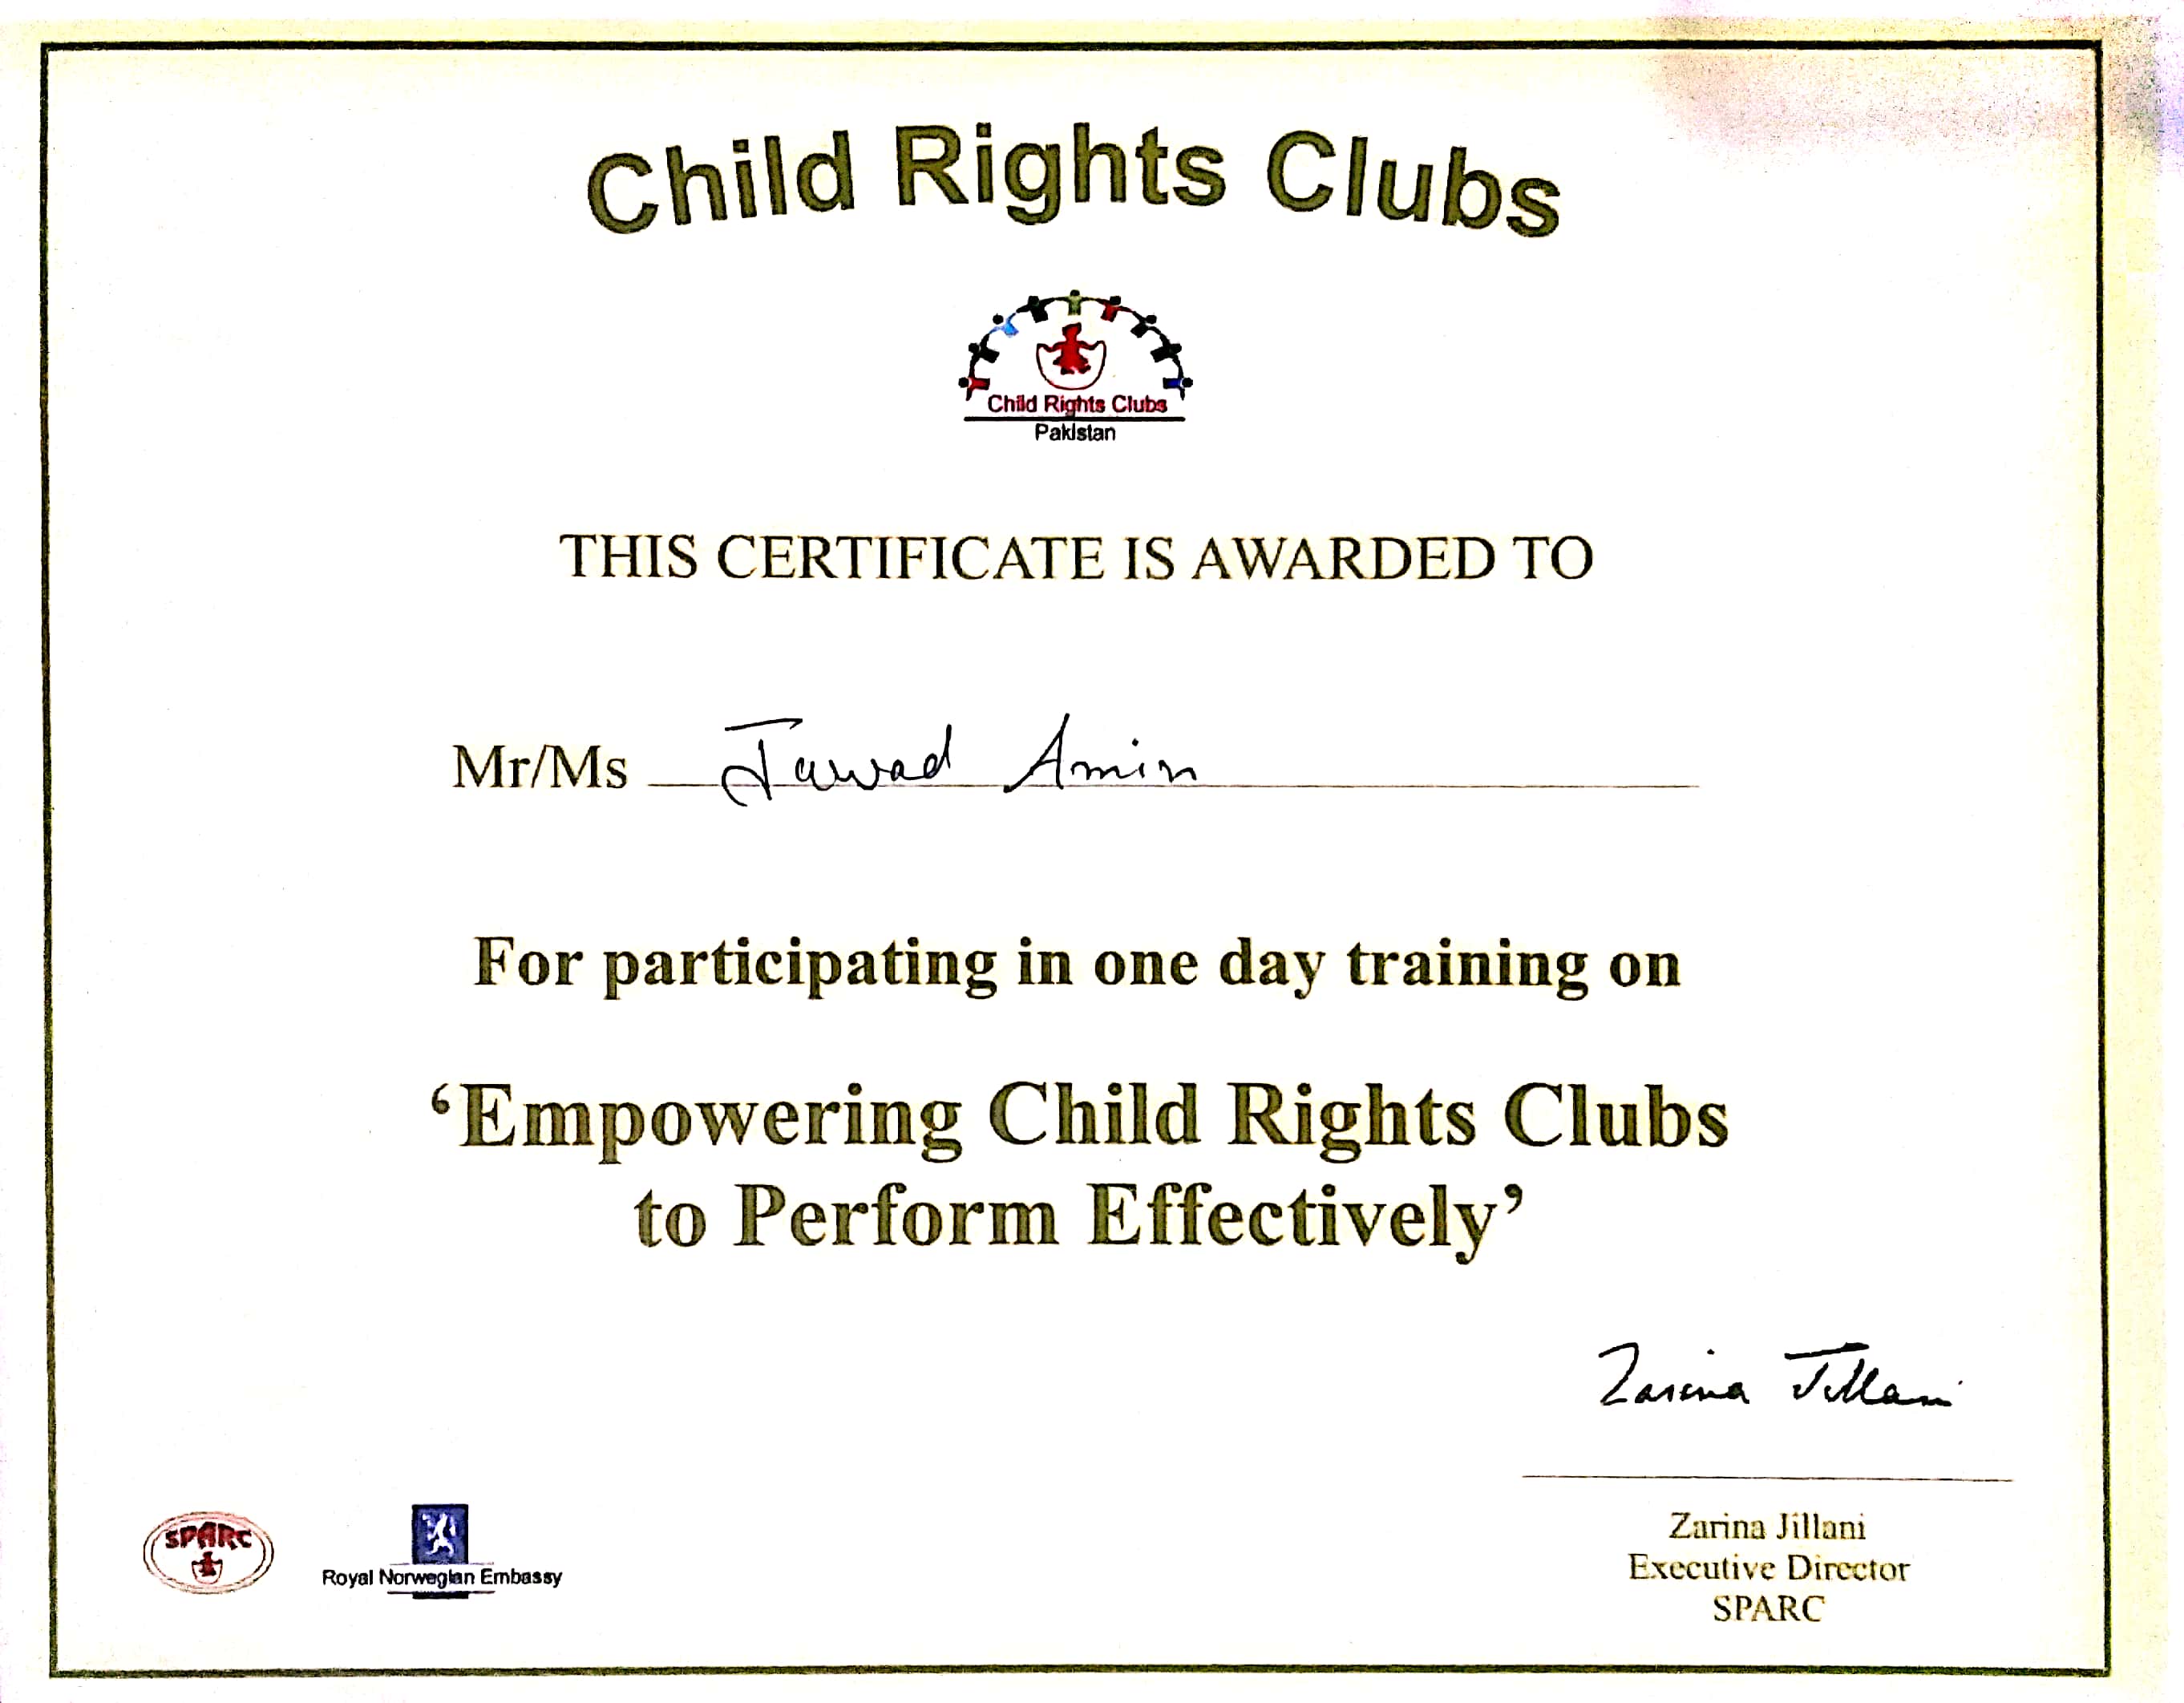 Child Rights Clubs
Child Rights Clubs
Pakistan
THIS CERTIFICATE IS AWARDED TO
Mr/Ms Jawad Amin
For participating in one day training on
‘Empowering Child Rights Clubs
to Perform Effectively’
Zarina Jillani
Zarina Jillani
Executive Director
SPARC
SPARC
Royal Norwegian Embassy